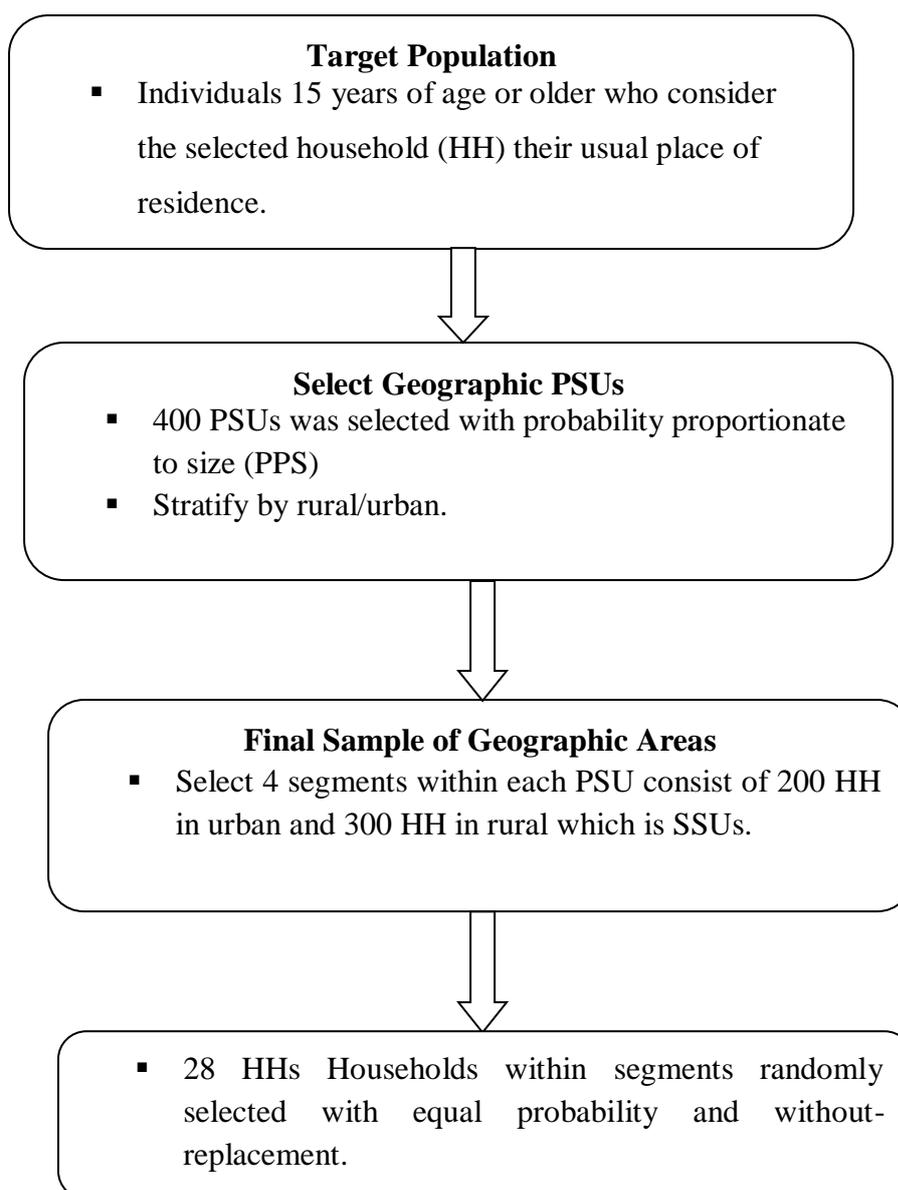 Target Population
▪ Individuals 15 years of age or older who consider
the selected household (HH) their usual place of
residence.
Select Geographic PSUs
▪ 400 PSUs was selected with probability proportionate
to size (PPS)
▪ Stratify by rural/urban.
Final Sample of Geographic Areas
▪ Select 4 segments within each PSU consist of 200 HH
in urban and 300 HH in rural which is SSUs.
▪ 28 HHs Households within segments randomly
selected with equal probability and without-
replacement.